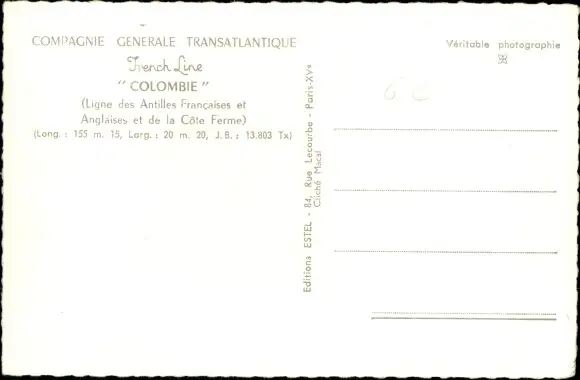 COMPAGNIE GENERALE TRANSATLANTIQUE
French Line
"COLOMBIE"
(Ligne des Antilles Françaises et
Anglaises et de la Côte Ferme)
(Long. : 155 m. 15, Larg. : 20 m. 20, J.B. : 13.803 Tx)
Editions ESTEL - 84, Rue Lecourbe - Paris-XVe
Cliché Macal
Véritable photographie